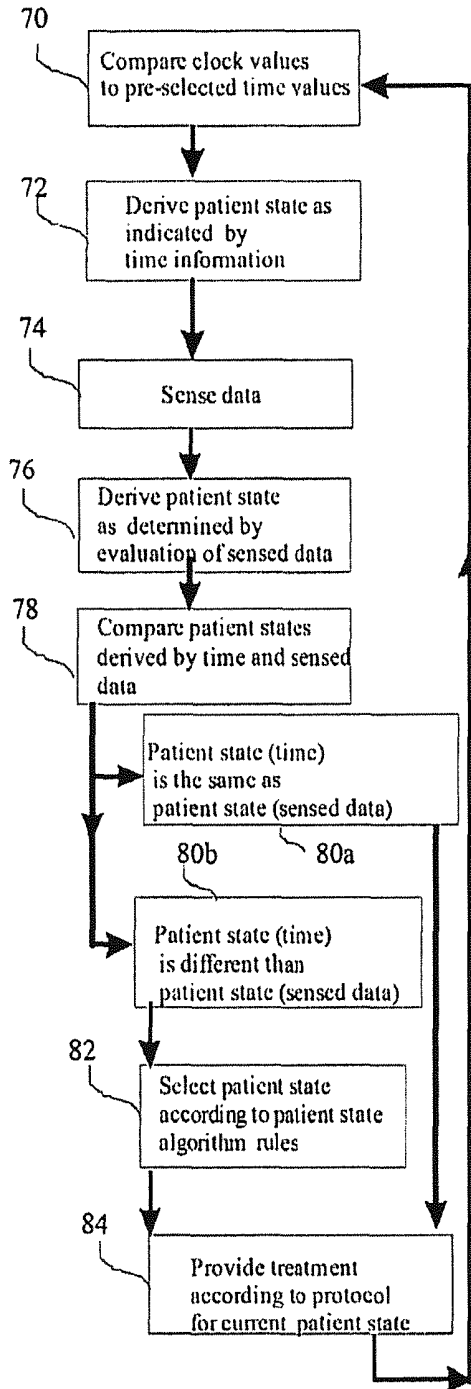 70
Compare clock values
to pre-selected time values
72
Derive patient state as
indicated by
time information
74
Sense data
76
Derive patient state
as determined by
evaluation of sensed data
78
Compare patient states
derived by time and sensed
data
Patient state (time)
is the same as
patient state (sensed data)
80b
80a
Patient state (time)
is different than
patient state (sensed data)
82
Select patient state
according to patient state
algorithm rules
84
Provide treatment
according to protocol
for current patient state